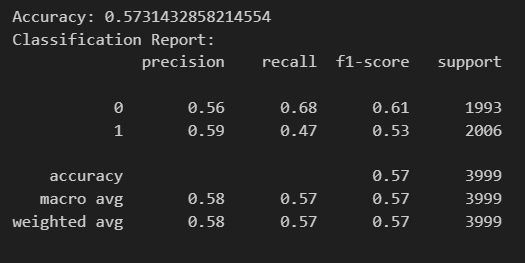 Accuracy: 0.5731432858214554
Classification Report:
precision recall f1-score support
0 0.56 0.68 0.61 1993
1 0.59 0.47 0.53 2006
accuracy 0.57 3999
macro avg 0.58 0.57 0.57 3999
weighted avg 0.58 0.57 0.57 3999